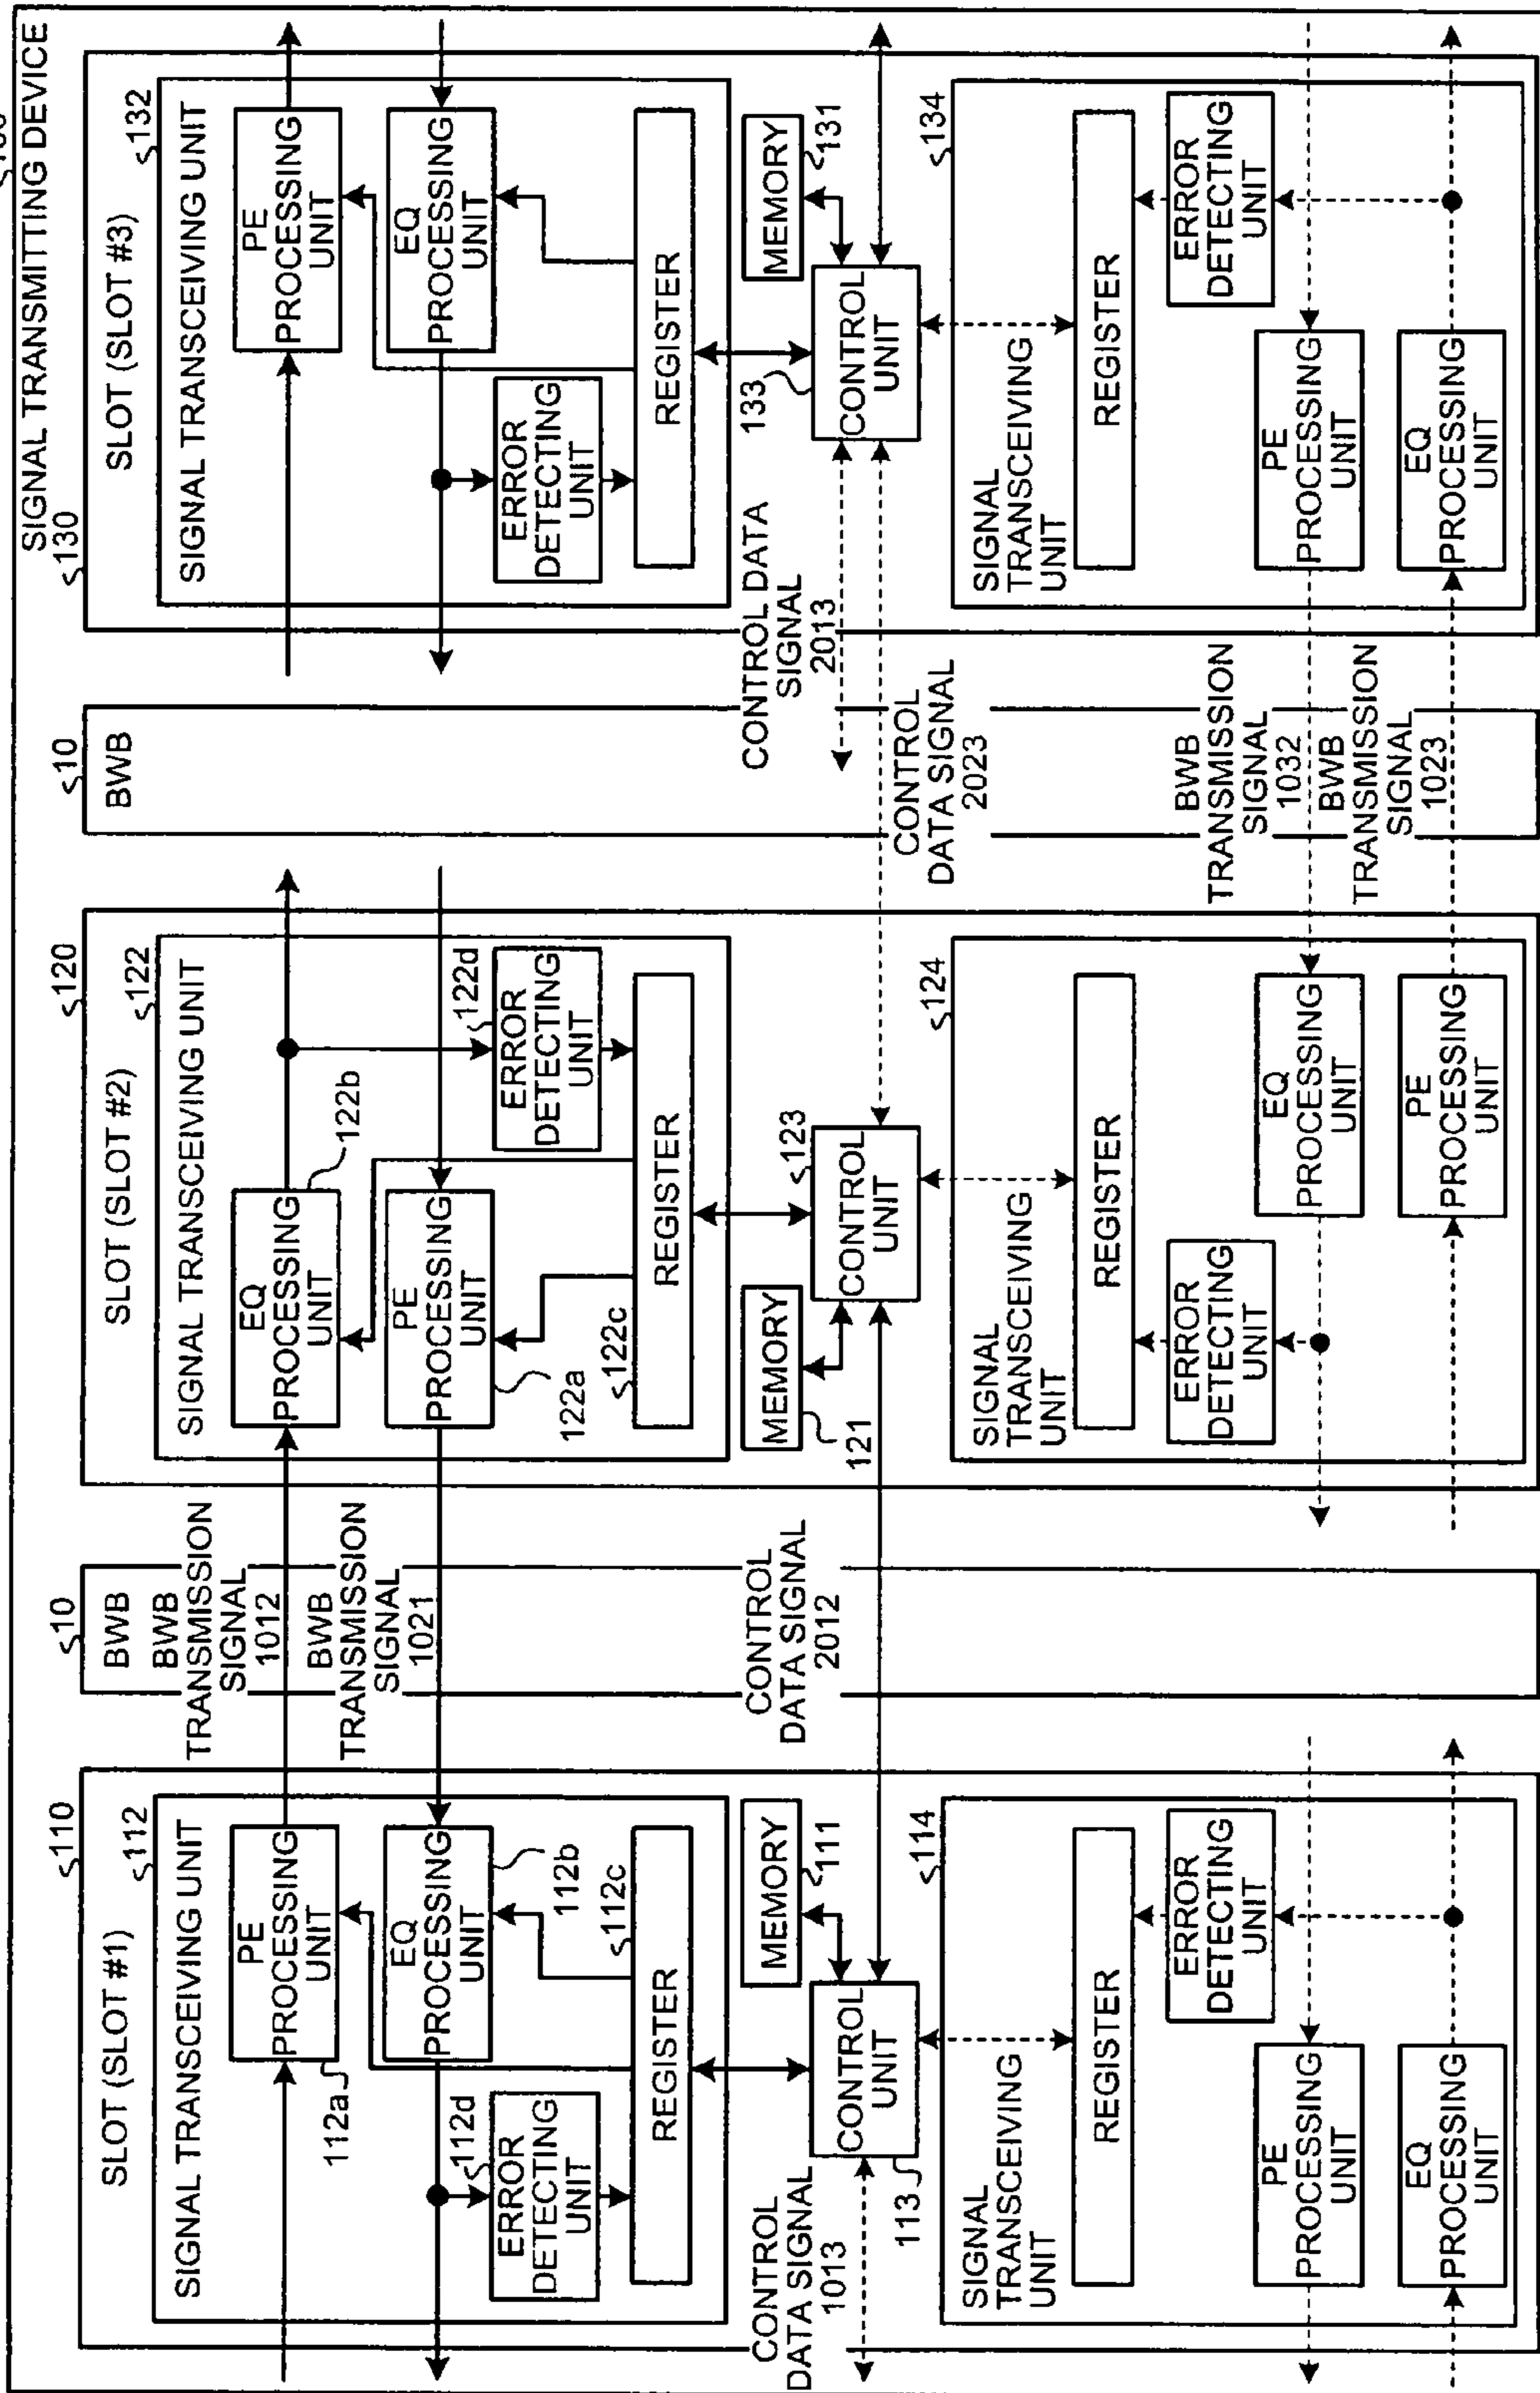 SIGNAL TRANSMITTING DEVICE
110
SLOT (SLOT #1)
112
SIGNAL TRANSCEIVING UNIT
PE
PROCESSING
UNIT
112a
EQ
PROCESSING
UNIT
112b
112d
ERROR
DETECTING
UNIT
112c
REGISTER
MEMORY
111
CONTROL
DATA SIGNAL
1013
CONTROL
UNIT
113
114
SIGNAL
TRANSCEIVING
UNIT
REGISTER
ERROR
DETECTING
UNIT
PE
PROCESSING
UNIT
EQ
PROCESSING
UNIT
10
BWB
BWB
TRANSMISSION
SIGNAL
1012
BWB
TRANSMISSION
SIGNAL
1021
CONTROL
DATA SIGNAL
2012
120
SLOT (SLOT #2)
122
SIGNAL TRANSCEIVING UNIT
EQ
PROCESSING
UNIT
122b
PE
PROCESSING
UNIT
122a
122d
ERROR
DETECTING
UNIT
122c
REGISTER
MEMORY
121
123
CONTROL
UNIT
124
SIGNAL
TRANSCEIVING
UNIT
REGISTER
ERROR
DETECTING
UNIT
EQ
PROCESSING
UNIT
PE
PROCESSING
UNIT
10
BWB
CONTROL DATA
SIGNAL
2013
CONTROL
DATA SIGNAL
2023
BWB
TRANSMISSION
SIGNAL
1032
BWB
TRANSMISSION
SIGNAL
1023
130
SLOT (SLOT #3)
132
SIGNAL TRANSCEIVING UNIT
PE
PROCESSING
UNIT
EQ
PROCESSING
UNIT
ERROR
DETECTING
UNIT
REGISTER
MEMORY
131
133
CONTROL
UNIT
134
SIGNAL
TRANSCEIVING
UNIT
REGISTER
ERROR
DETECTING
UNIT
PE
PROCESSING
UNIT
EQ
PROCESSING
UNIT